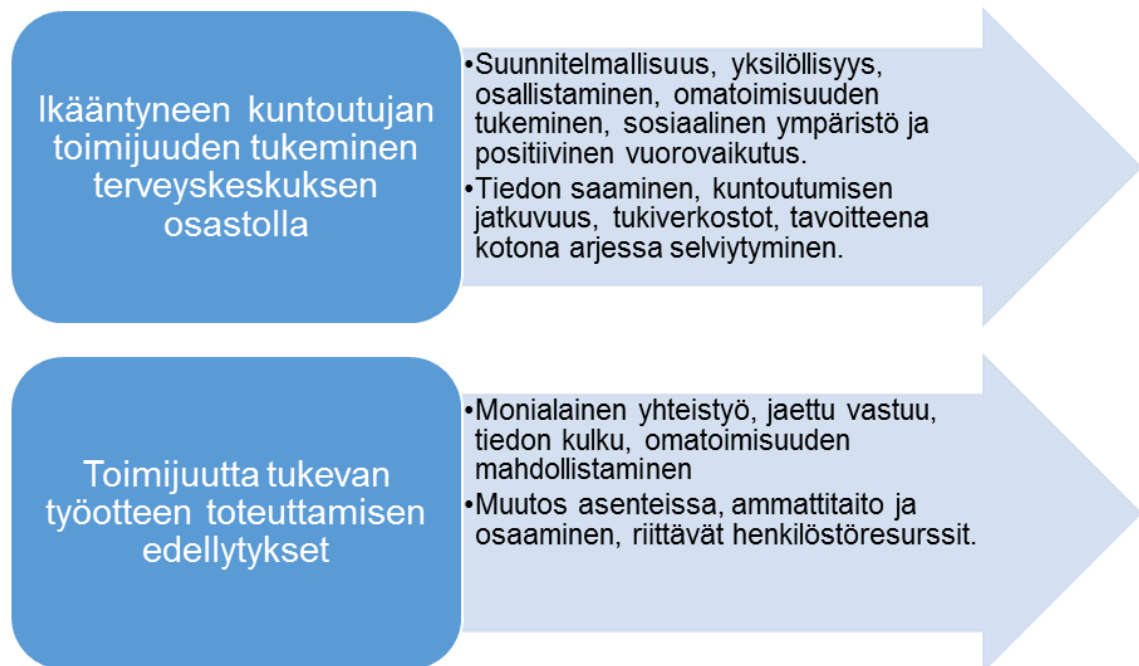 Ikääntyneen kuntoutujan
toimijuuden tukeminen
terveyskeskuksen
osastolla
•Suunnitelmallisuus, yksilöllisyys,
osallistaminen, omatoimisuuden
tukeminen, sosiaalinen ympäristö ja
positiivinen vuorovaikutus.
•Tiedon saaminen, kuntoutumisen
jatkuvuus, tukiverkostot, tavoitteena
kotona arjessa selviytyminen.
Toimijuutta tukevan
työotteen toteuttamisen
edellytykset
•Monialainen yhteistyö, jaettu vastuu,
tiedon kulku, omatoimisuuden
mahdollistaminen
•Muutos asenteissa, ammattitaito ja
osaaminen, riittävät henkilöstöresurssit.